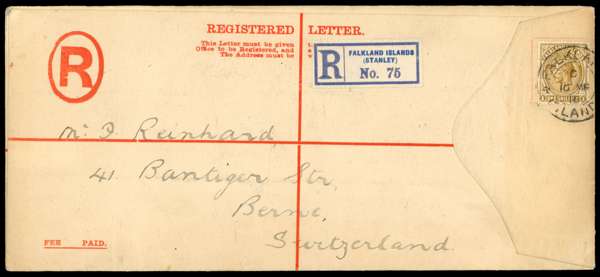 REGISTERED LETTER.
This Letter must be given
Office to be Registered, and
The Address must be
R
R
FALKLAND ISLANDS
(STANLEY)
No. 75
Mr. Reinhard
41 Bantiger Str.
Berne,
Switzerland.
FEE PAID.